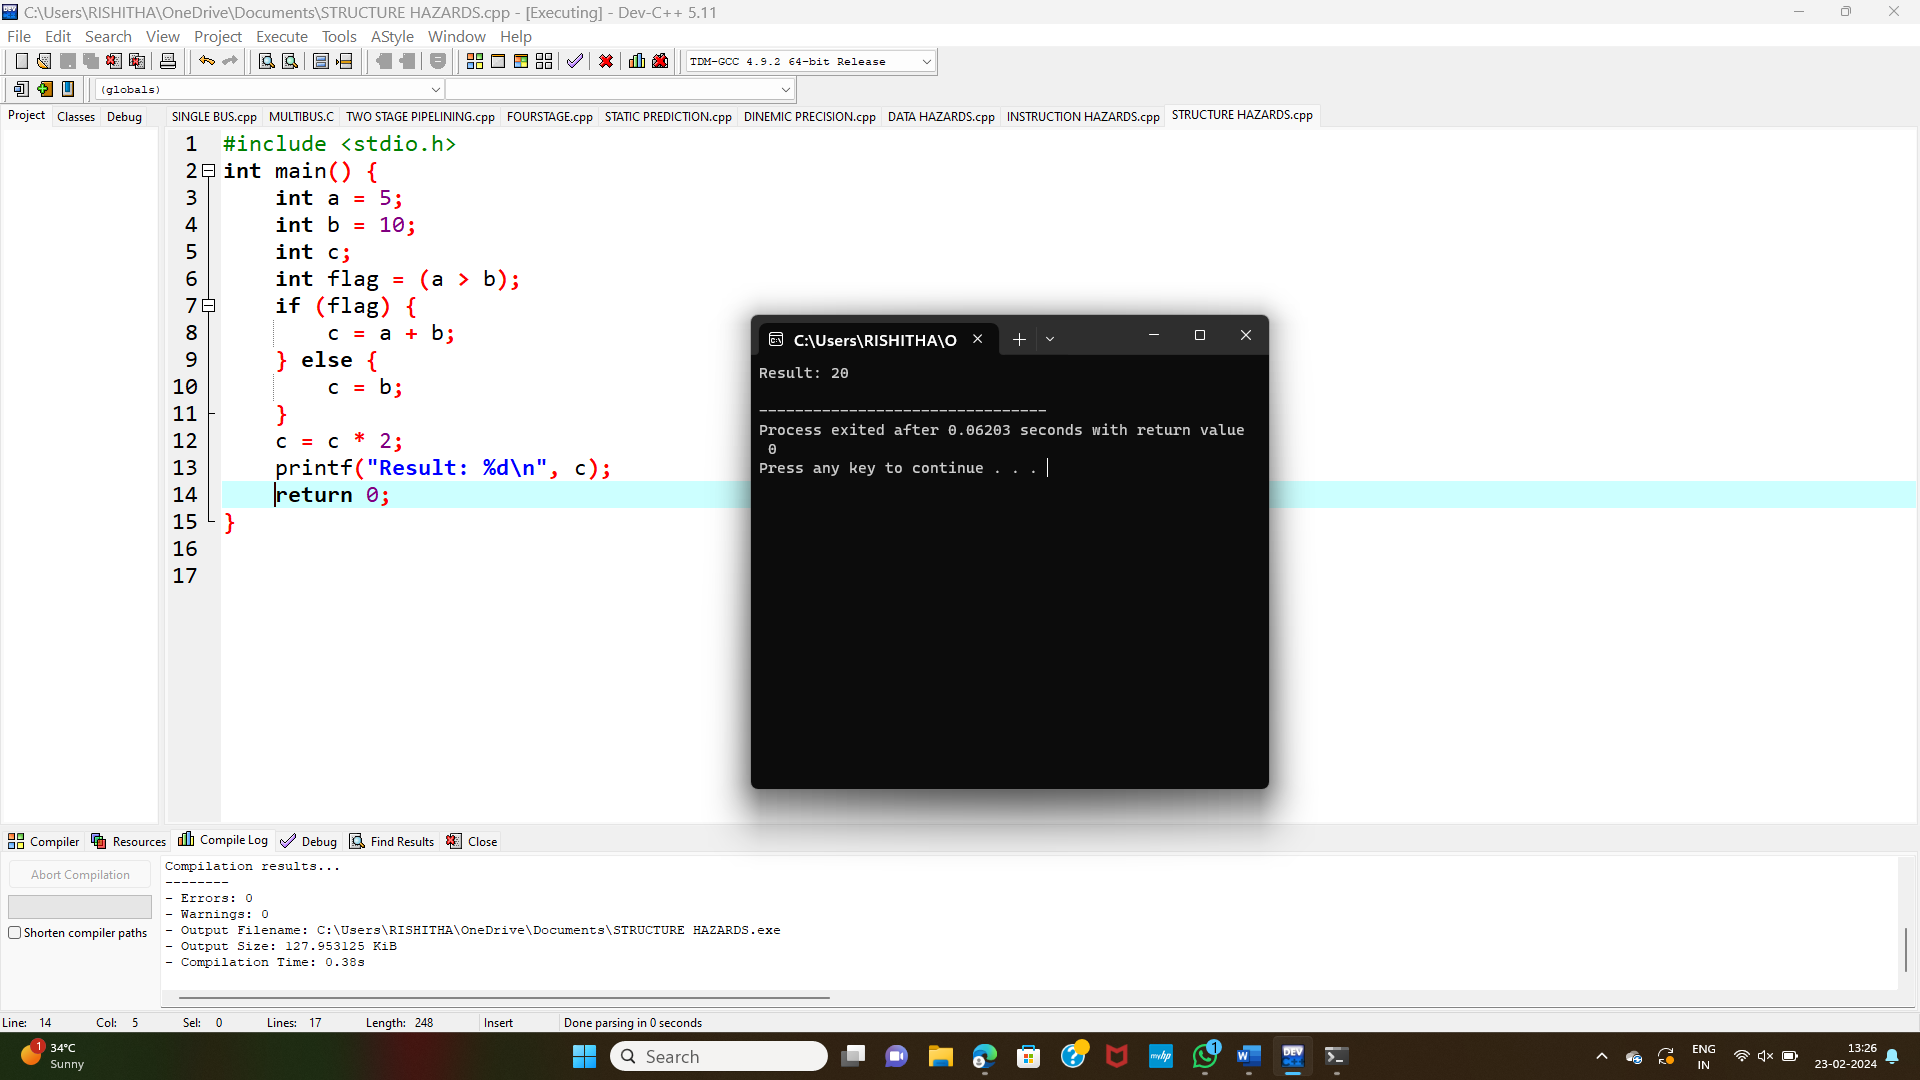 C:\Users\RISHITHA\OneDrive\Documents\STRUCTURE HAZARDS.cpp - [Executing] - Dev-C++ 5.11
File Edit Search View Project Execute Tools AStyle Window Help
TDM-GCC 4.9.2 64-bit Release
(globals)
Project Classes Debug
SINGLE BUS.cpp MULTIBUS.C TWO STAGE PIPELINING.cpp FOURSTAGE.cpp STATIC PREDICTION.cpp DINEMIC PRECISION.cpp DATA HAZARDS.cpp INSTRUCTION HAZARDS.cpp STRUCTURE HAZARDS.cpp
1 #include <stdio.h>
2 int main() {
3 int a = 5;
4 int b = 10;
5 int c;
6 int flag = (a > b);
7 if (flag) {
8 c = a + b;
9 } else {
10 c = b;
11 }
12 c = c * 2;
13 printf("Result: %d\n", c);
14 return 0;
15 }
16
17
C:\Users\RISHITHA\O
Result: 20
--------------------------------
Process exited after 0.06203 seconds with return value
0
Press any key to continue . . .
Compiler Resources Compile Log Debug Find Results Close
Abort Compilation
Shorten compiler paths
Compilation results...
--------
- Errors: 0
- Warnings: 0
- Output Filename: C:\Users\RISHITHA\OneDrive\Documents\STRUCTURE HAZARDS.exe
- Output Size: 127.953125 KiB
- Compilation Time: 0.38s
Line: 14 Col: 5 Sel: 0 Lines: 17 Length: 248 Insert Done parsing in 0 seconds
1
34°C
Sunny
Search
myhp
1
W
DEV
ENG
IN
13:26
23-02-2024